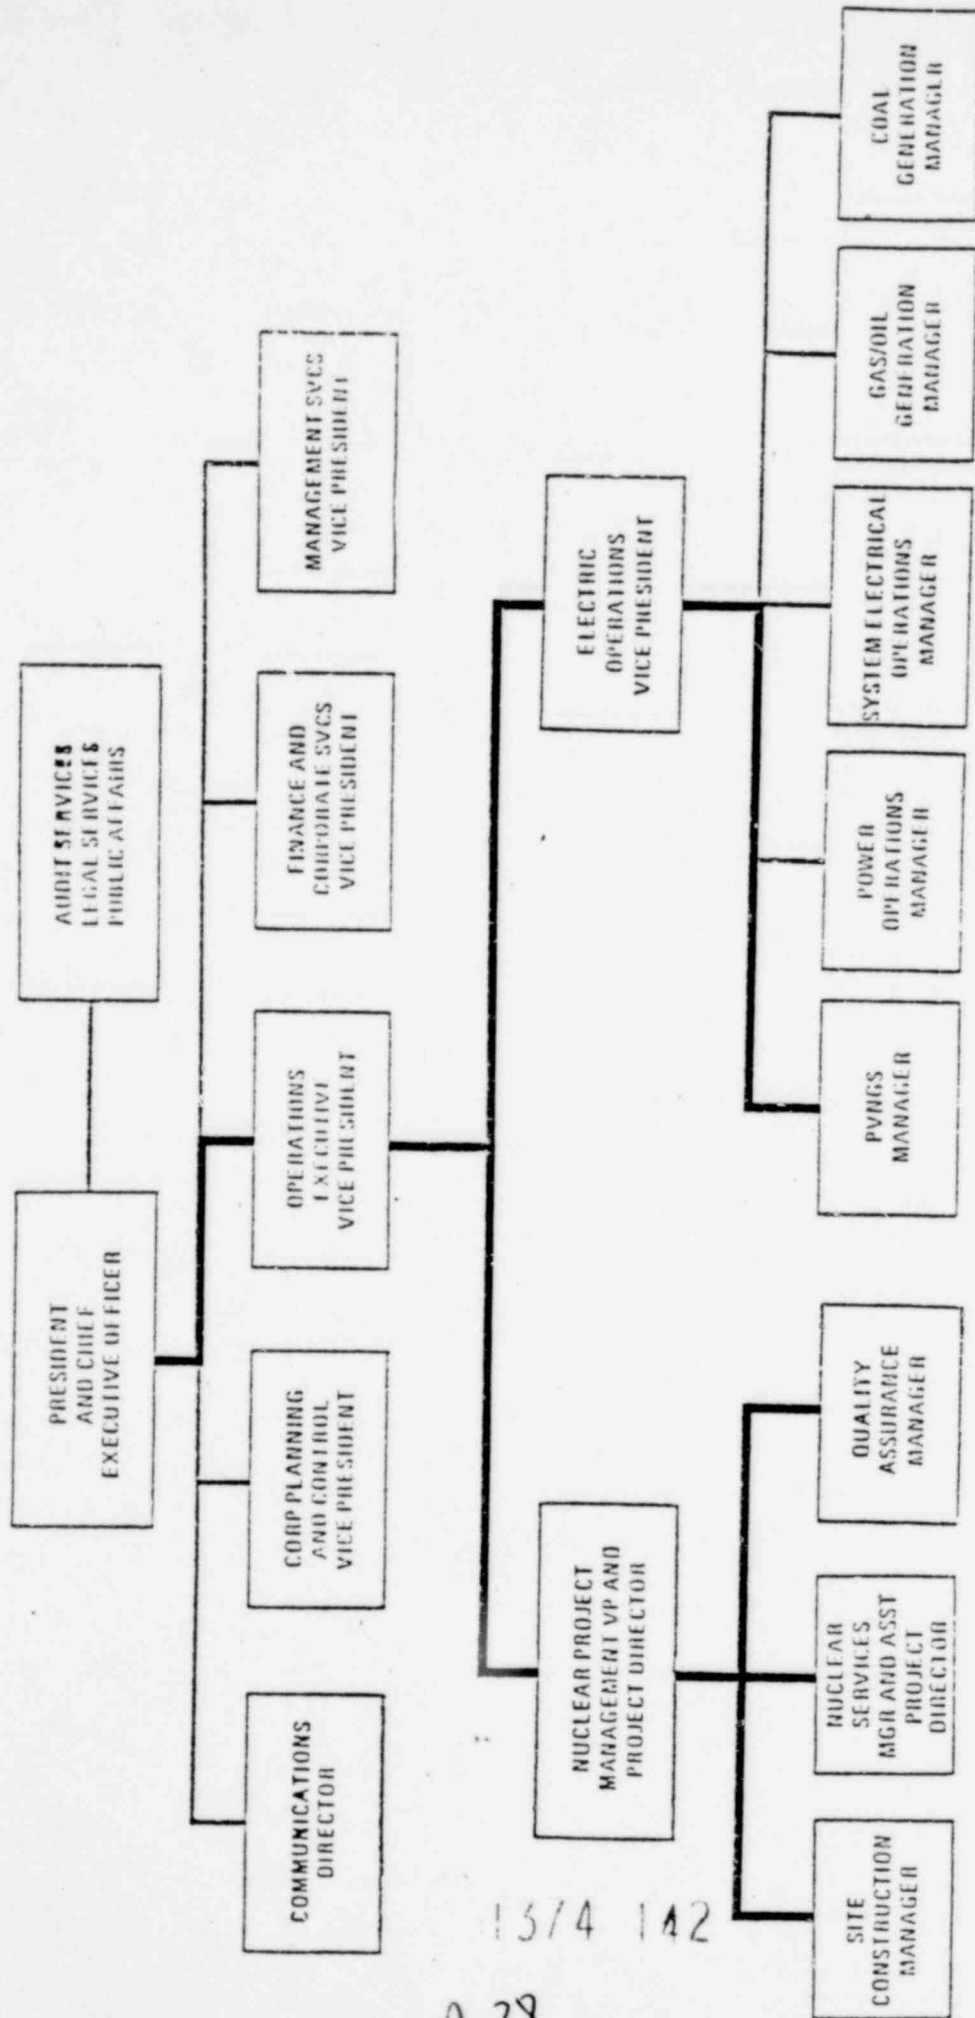 PRESIDENT
AND CHIEF
EXECUTIVE OFFICER
AUDIT SERVICES
LEGAL SERVICES
PUBLIC AFFAIRS
COMMUNICATIONS
DIRECTOR
CORP PLANNING
AND CONTROL
VICE PRESIDENT
OPERATIONS
EXECUTIVE
VICE PRESIDENT
FINANCE AND
CORPORATE SVCS
VICE PRESIDENT
MANAGEMENT SVCS
VICE PRESIDENT
NUCLEAR PROJECT
MANAGEMENT VP AND
PROJECT DIRECTOR
ELECTRIC
OPERATIONS
VICE PRESIDENT
SITE
CONSTRUCTION
MANAGER
NUCLEAR
SERVICES
MGR AND ASST
PROJECT
DIRECTOR
QUALITY
ASSURANCE
MANAGER
PVNGS
MANAGER
POWER
OPERATIONS
MANAGER
SYSTEM ELECTRICAL
OPERATIONS
MANAGER
GAS/OIL
GENERATION
MANAGER
COAL
GENERATION
MANAGER
142